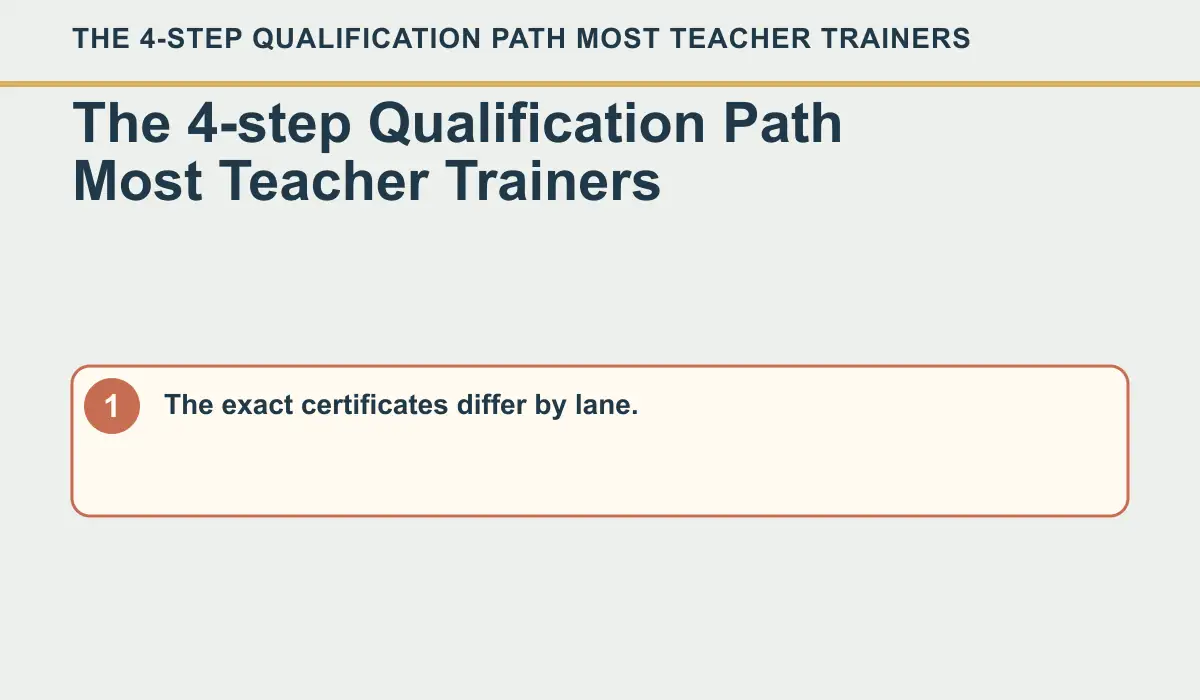 THE 4-STEP QUALIFICATION PATH MOST TEACHER TRAINERS
The 4-step Qualification Path
Most Teacher Trainers
1 The exact certificates differ by lane.